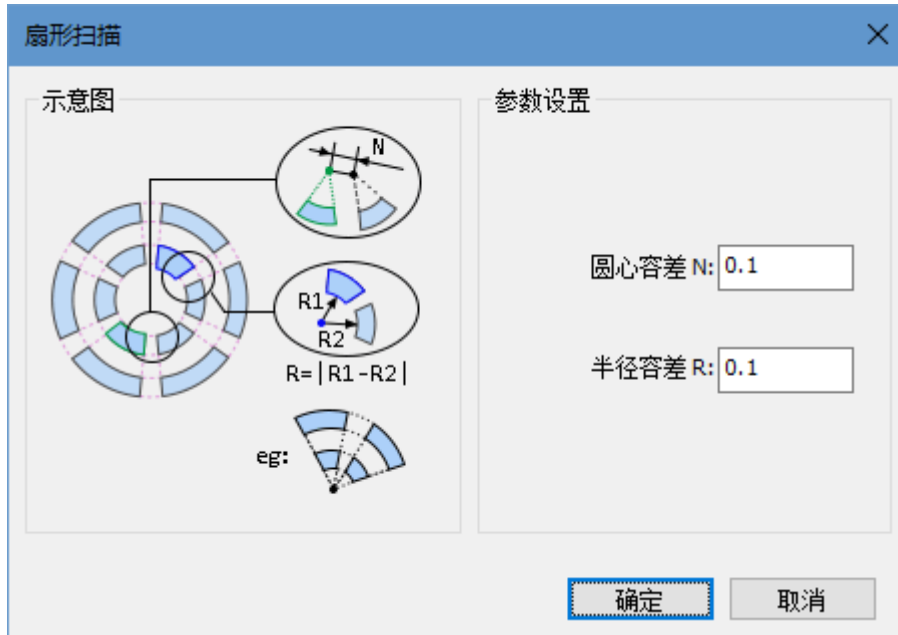 扇形扫描
示意图
N
R1
R2
R=|R1-R2|
eg:
参数设置
圆心容差 N: 0.1
半径容差 R: 0.1
确定
取消